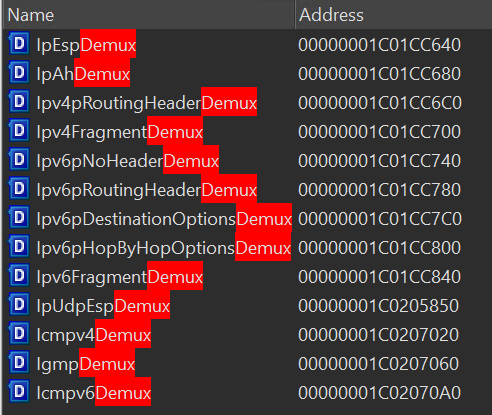 Name Address
D IpEspDemux 00000001C01CC640
D IpAhDemux 00000001C01CC680
D Ipv4pRoutingHeaderDemux 00000001C01CC6C0
D Ipv4FragmentDemux 00000001C01CC700
D Ipv6pNoHeaderDemux 00000001C01CC740
D Ipv6pRoutingHeaderDemux 00000001C01CC780
D Ipv6pDestinationOptionsDemux 00000001C01CC7C0
D Ipv6pHopByHopOptionsDemux 00000001C01CC800
D Ipv6FragmentDemux 00000001C01CC840
D IpUdpEspDemux 00000001C0205850
D Icmpv4Demux 00000001C0207020
D IgmpDemux 00000001C0207060
D Icmpv6Demux 00000001C02070A0